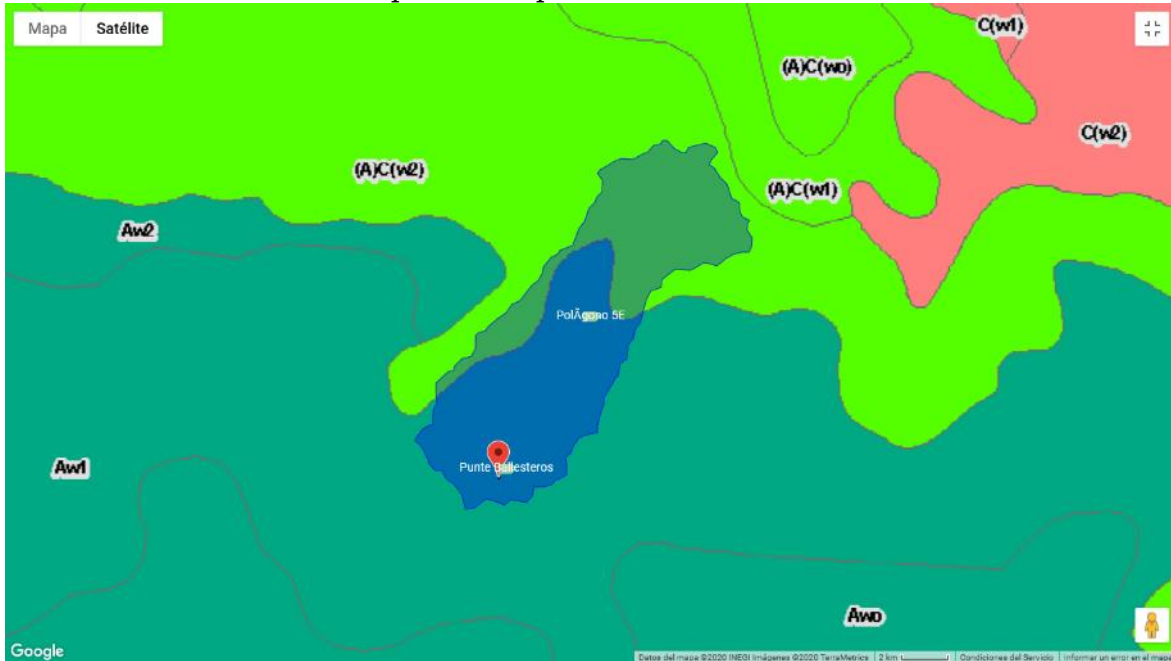 Mapa Satélite
C(w1)
(A)C(wo)
C(w2)
(A)C(w2)
(A)C(w1)
Aw2
PolÃgono 5E
Punte Ballesteros
Aw1
Awo
Google
Datos del mapa ©2020 INEGI Imágenes ©2020 TerraMetrics 2 km Condiciones del Servicio Informar un error en el mapa